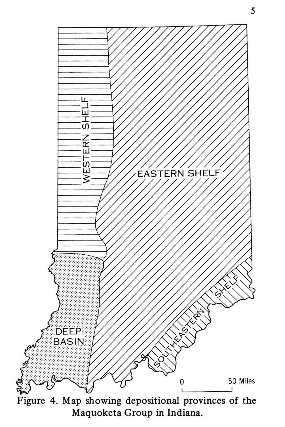 5
WESTERN SHELF
EASTERN SHELF
DEEP
BASIN
SOUTHEASTERN SHELF
0 50 Miles
Figure 4. Map showing depositional provinces of the
Maquoketa Group in Indiana.